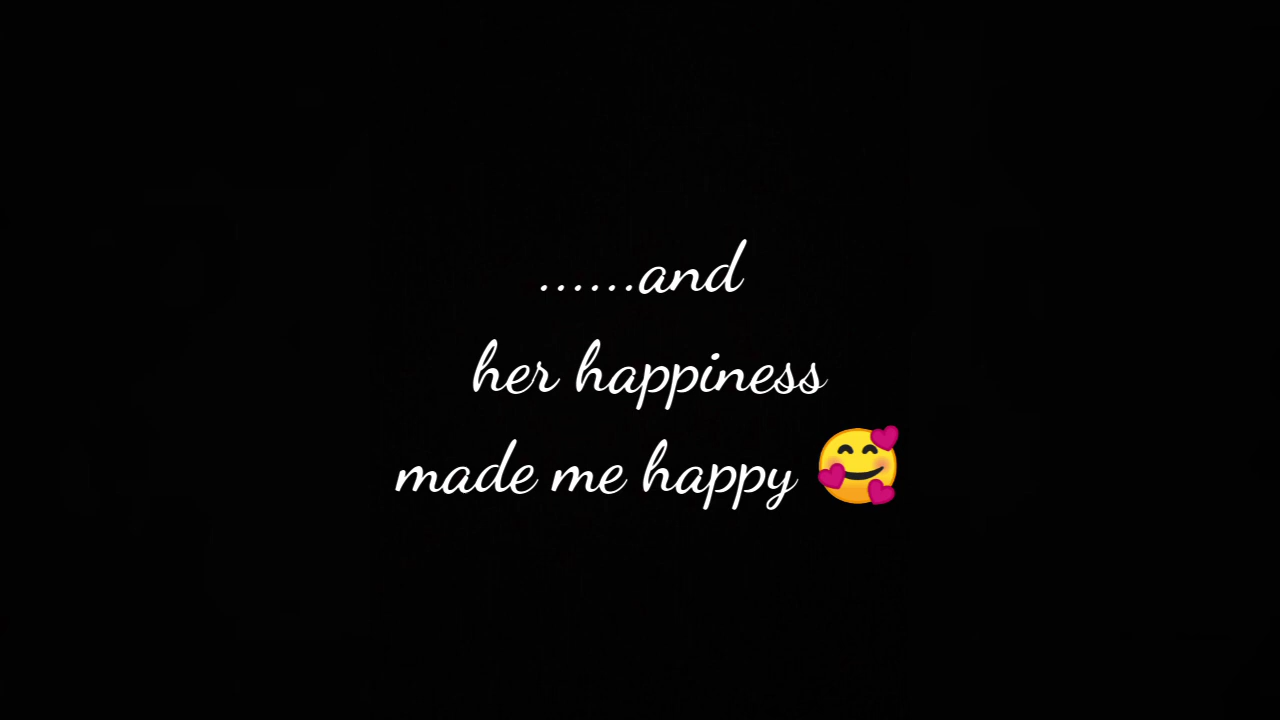 ......and
her happiness
made me happy 🥰